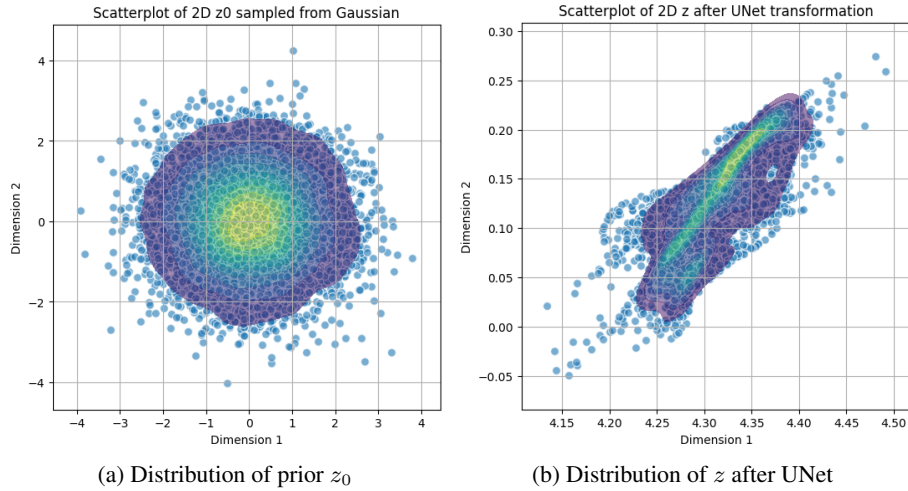 Scatterplot of 2D z0 sampled from Gaussian
4
2
0
−2
−4
Dimension 2
−4 −3 −2 −1 0 1 2 3 4
Dimension 1
(a) Distribution of prior z₀
Scatterplot of 2D z after UNet transformation
0.30
0.25
0.20
0.15
0.10
0.05
0.00
−0.05
Dimension 2
4.15 4.20 4.25 4.30 4.35 4.40 4.45 4.50
Dimension 1
(b) Distribution of z after UNet